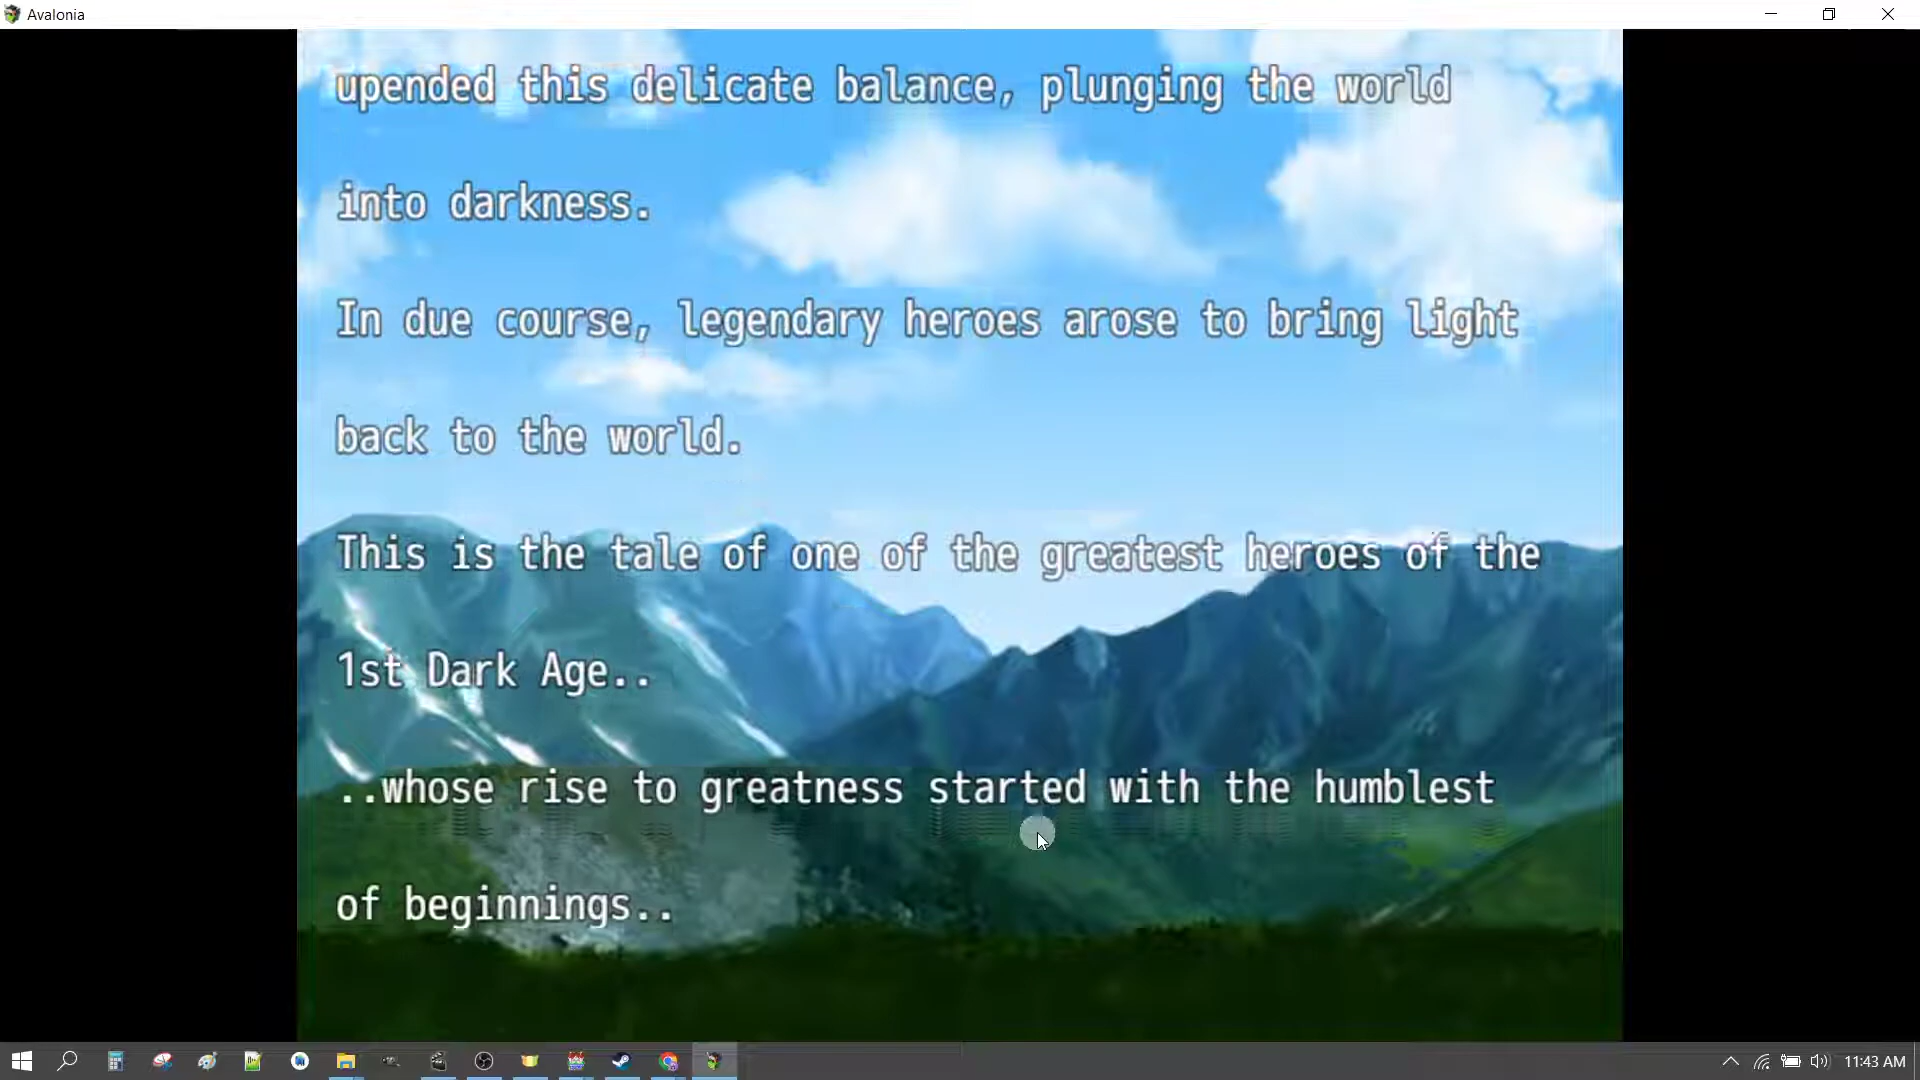 Avalonia
upended this delicate balance, plunging the world
into darkness.
In due course, legendary heroes arose to bring light
back to the world.
This is the tale of one of the greatest heroes of the
1st Dark Age..
..whose rise to greatness started with the humblest
of beginnings..
11:43 AM